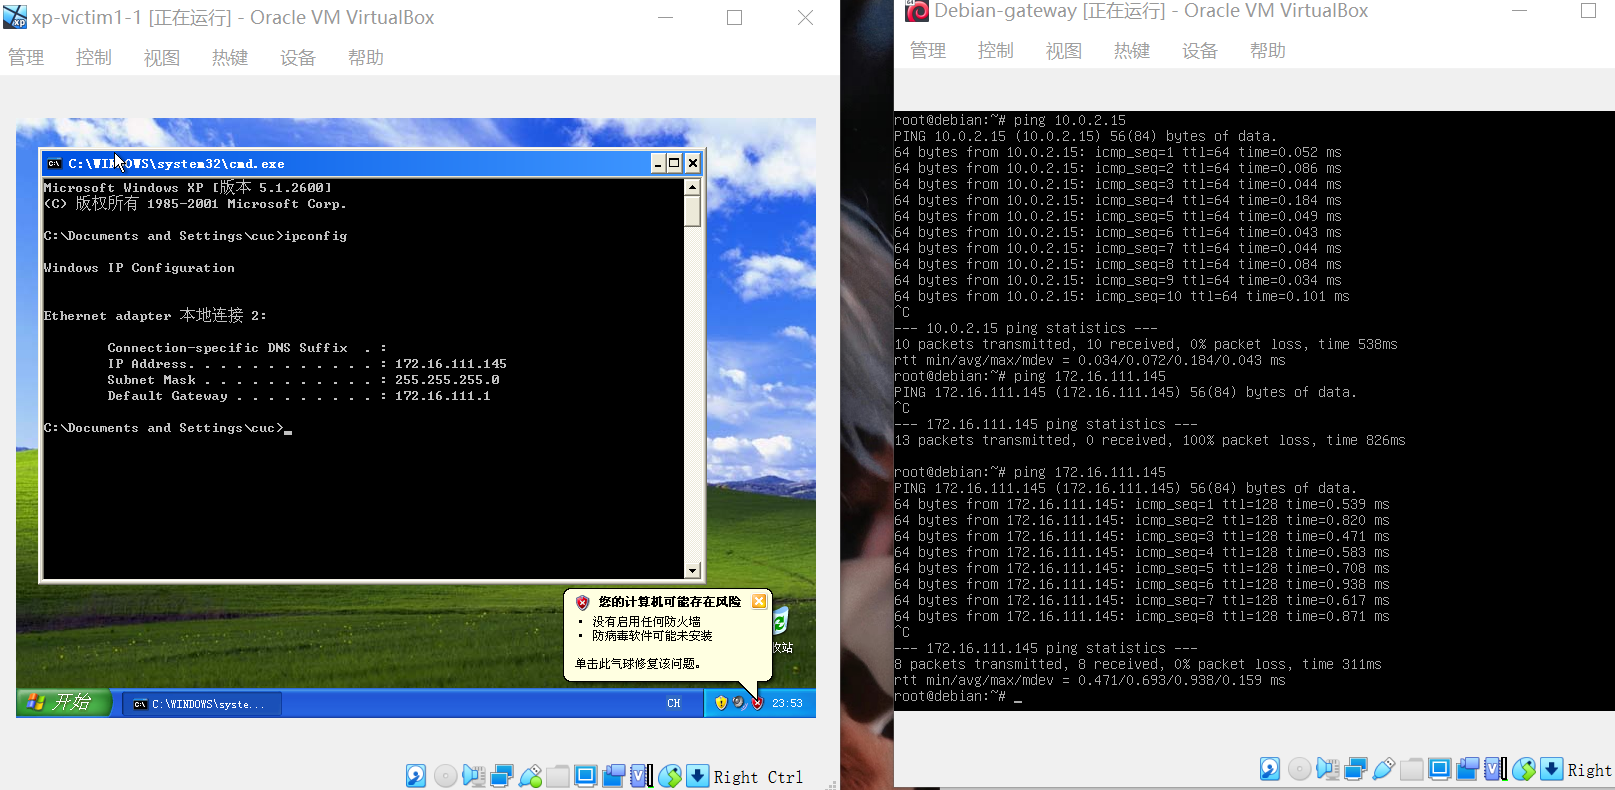 xp-victim1-1 [正在运行] - Oracle VM VirtualBox
管理 控制 视图 热键 设备 帮助
C:\WINDOWS\system32\cmd.exe
Microsoft Windows XP [版本 5.1.2600]
(C) 版权所有 1985-2001 Microsoft Corp.
C:\Documents and Settings\cuc>ipconfig
Windows IP Configuration
Ethernet adapter 本地连接 2:
Connection-specific DNS Suffix  . :
IP Address. . . . . . . . . . . . : 172.16.111.145
Subnet Mask . . . . . . . . . . . : 255.255.255.0
Default Gateway . . . . . . . . . : 172.16.111.1
C:\Documents and Settings\cuc>_
您的计算机可能存在风险
• 没有启用任何防火墙
• 防病毒软件可能未安装
单击此气球修复该问题。
收站
开始
C:\WINDOWS\syste...
CH
23:53
Right Ctrl
Debian-gateway [正在运行] - Oracle VM VirtualBox
管理 控制 视图 热键 设备 帮助
root@debian:~# ping 10.0.2.15
PING 10.0.2.15 (10.0.2.15) 56(84) bytes of data.
64 bytes from 10.0.2.15: icmp_seq=1 ttl=64 time=0.052 ms
64 bytes from 10.0.2.15: icmp_seq=2 ttl=64 time=0.086 ms
64 bytes from 10.0.2.15: icmp_seq=3 ttl=64 time=0.044 ms
64 bytes from 10.0.2.15: icmp_seq=4 ttl=64 time=0.184 ms
64 bytes from 10.0.2.15: icmp_seq=5 ttl=64 time=0.049 ms
64 bytes from 10.0.2.15: icmp_seq=6 ttl=64 time=0.043 ms
64 bytes from 10.0.2.15: icmp_seq=7 ttl=64 time=0.044 ms
64 bytes from 10.0.2.15: icmp_seq=8 ttl=64 time=0.084 ms
64 bytes from 10.0.2.15: icmp_seq=9 ttl=64 time=0.034 ms
64 bytes from 10.0.2.15: icmp_seq=10 ttl=64 time=0.101 ms
^C
--- 10.0.2.15 ping statistics ---
10 packets transmitted, 10 received, 0% packet loss, time 538ms
rtt min/avg/max/mdev = 0.034/0.072/0.184/0.043 ms
root@debian:~# ping 172.16.111.145
PING 172.16.111.145 (172.16.111.145) 56(84) bytes of data.
^C
--- 172.16.111.145 ping statistics ---
13 packets transmitted, 0 received, 100% packet loss, time 826ms
root@debian:~# ping 172.16.111.145
PING 172.16.111.145 (172.16.111.145) 56(84) bytes of data.
64 bytes from 172.16.111.145: icmp_seq=1 ttl=128 time=0.539 ms
64 bytes from 172.16.111.145: icmp_seq=2 ttl=128 time=0.820 ms
64 bytes from 172.16.111.145: icmp_seq=3 ttl=128 time=0.471 ms
64 bytes from 172.16.111.145: icmp_seq=4 ttl=128 time=0.583 ms
64 bytes from 172.16.111.145: icmp_seq=5 ttl=128 time=0.708 ms
64 bytes from 172.16.111.145: icmp_seq=6 ttl=128 time=0.938 ms
64 bytes from 172.16.111.145: icmp_seq=7 ttl=128 time=0.617 ms
64 bytes from 172.16.111.145: icmp_seq=8 ttl=128 time=0.871 ms
^C
--- 172.16.111.145 ping statistics ---
8 packets transmitted, 8 received, 0% packet loss, time 311ms
rtt min/avg/max/mdev = 0.471/0.693/0.938/0.159 ms
root@debian:~# _
Right